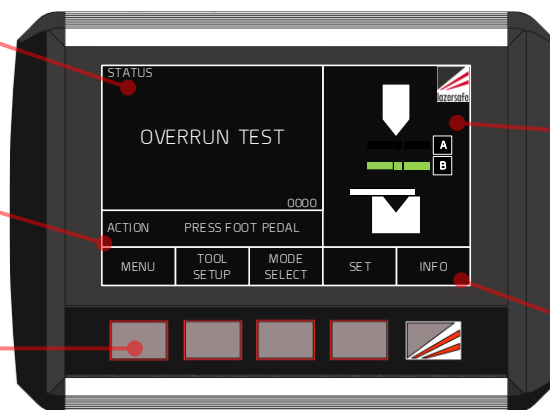 STATUS
lazersafe
OVERRUN TEST
A
B
0000
ACTION PRESS FOOT PEDAL
MENU
TOOL
SETUP
MODE
SELECT
SET
INFO